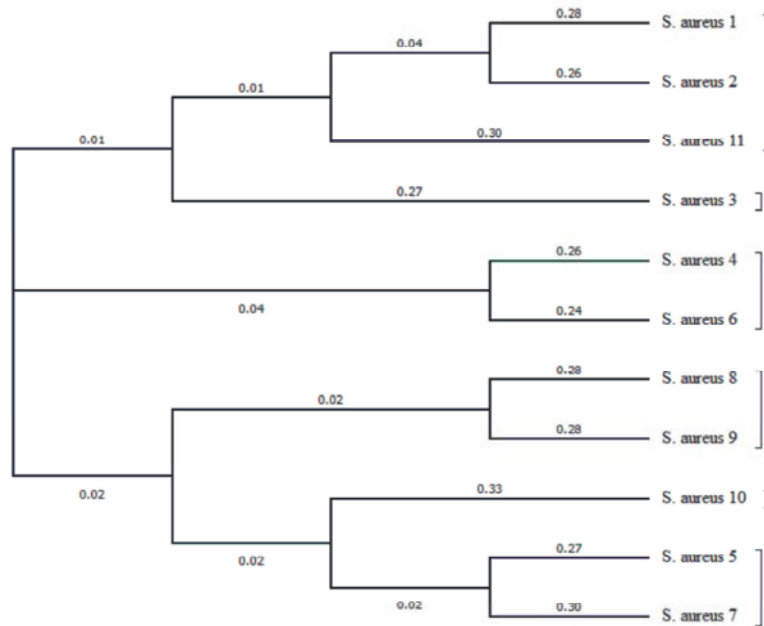 0.28
S. aureus 1
0.04
0.26
S. aureus 2
0.01
0.30
S. aureus 11
0.01
0.27
S. aureus 3
0.26
S. aureus 4
0.04
0.24
S. aureus 6
0.28
S. aureus 8
0.02
0.28
S. aureus 9
0.02
0.33
S. aureus 10
0.02
0.27
S. aureus 5
0.02
0.30
S. aureus 7